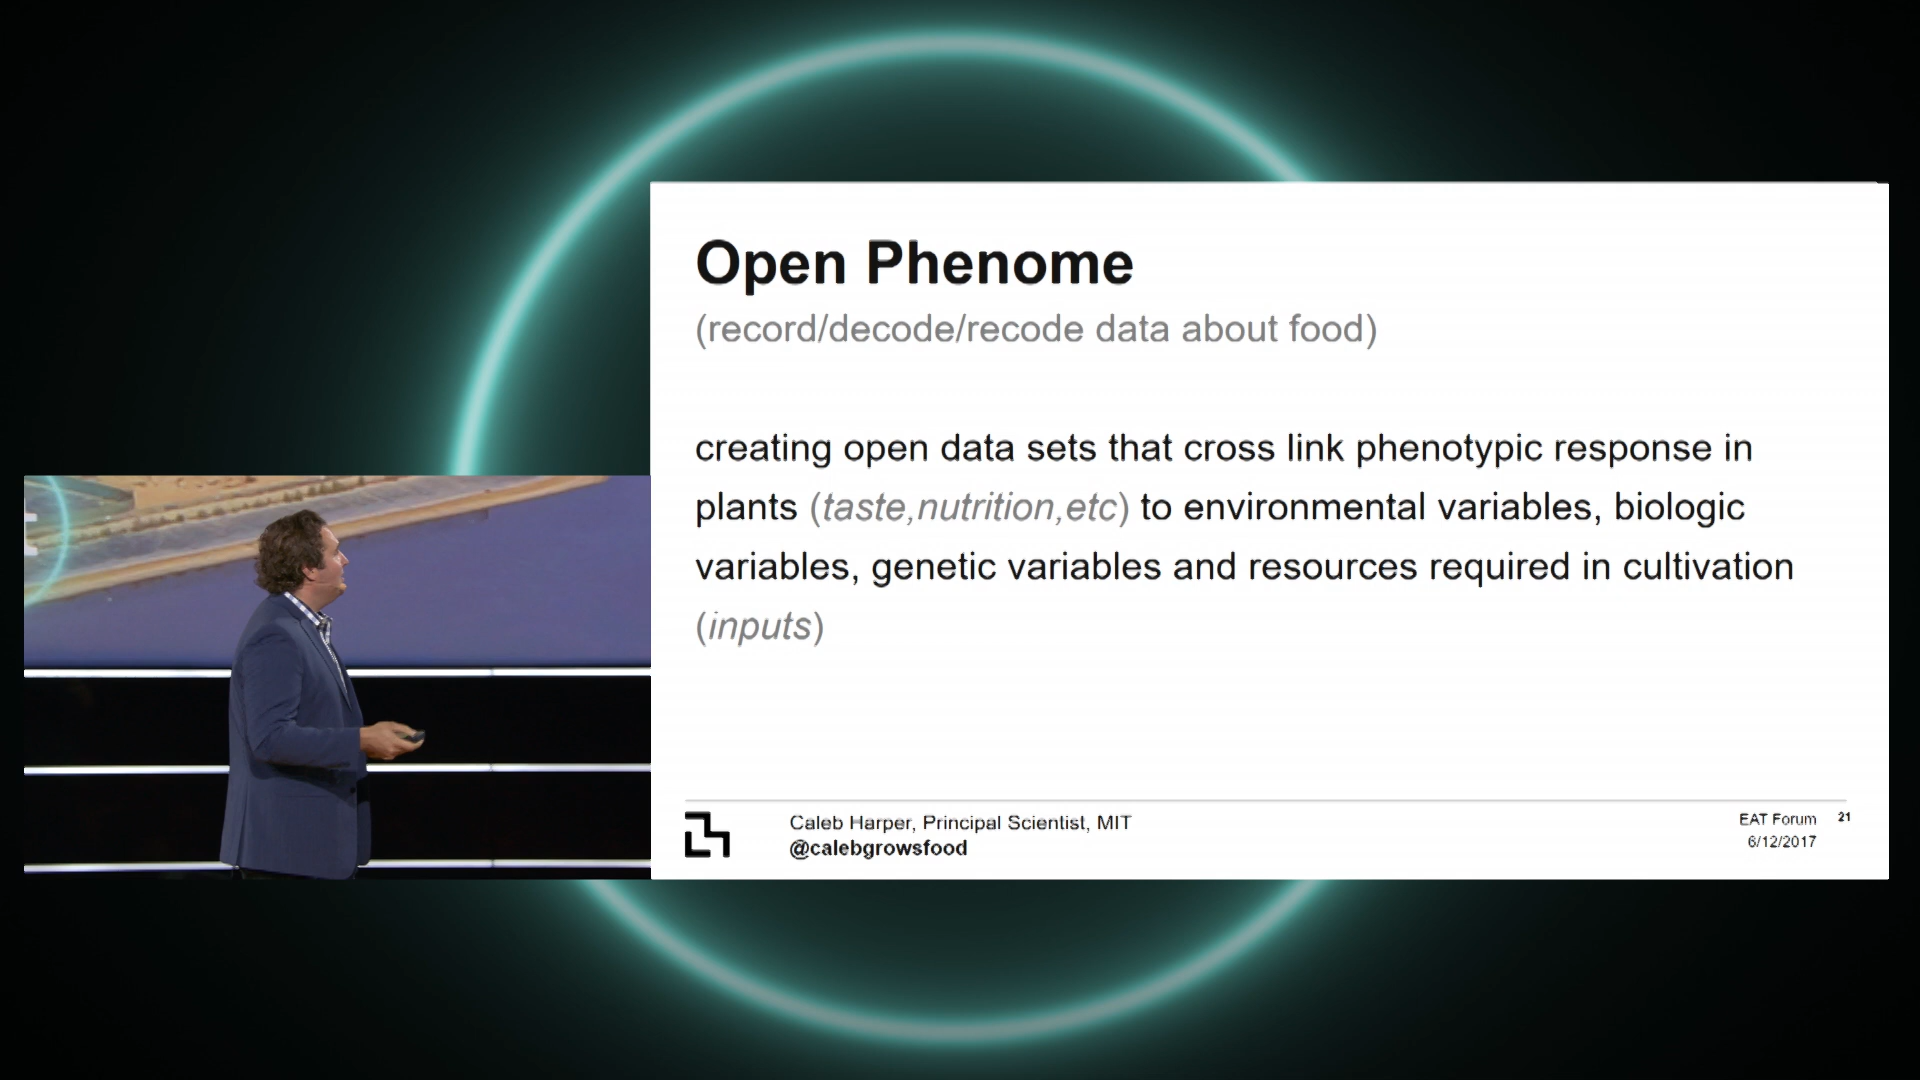 Open Phenome
(record/decode/recode data about food)
creating open data sets that cross link phenotypic response in
plants (taste,nutrition,etc) to environmental variables, biologic
variables, genetic variables and resources required in cultivation
(inputs)
Caleb Harper, Principal Scientist, MIT
@calebgrowsfood
EAT Forum 21
6/12/2017